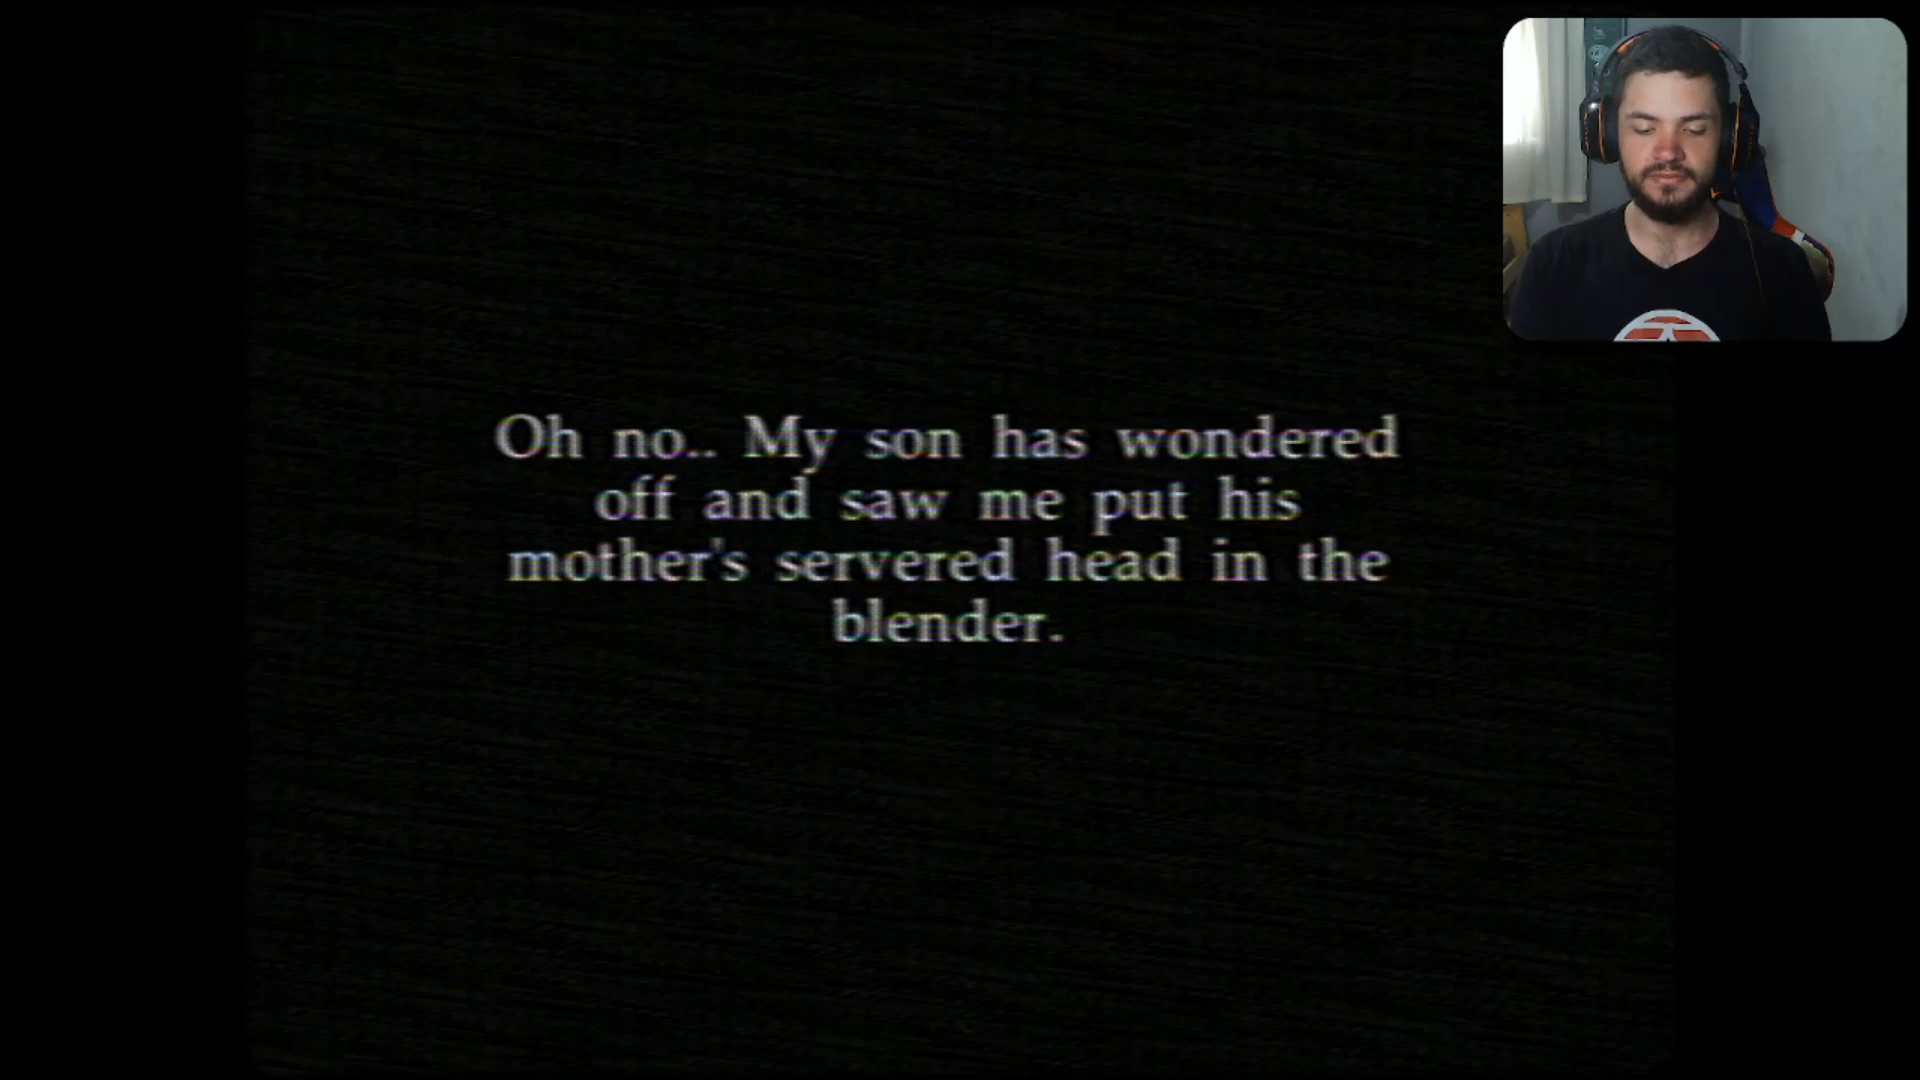 Oh no.. My son has wondered
off and saw me put his
mother's servered head in the
blender.